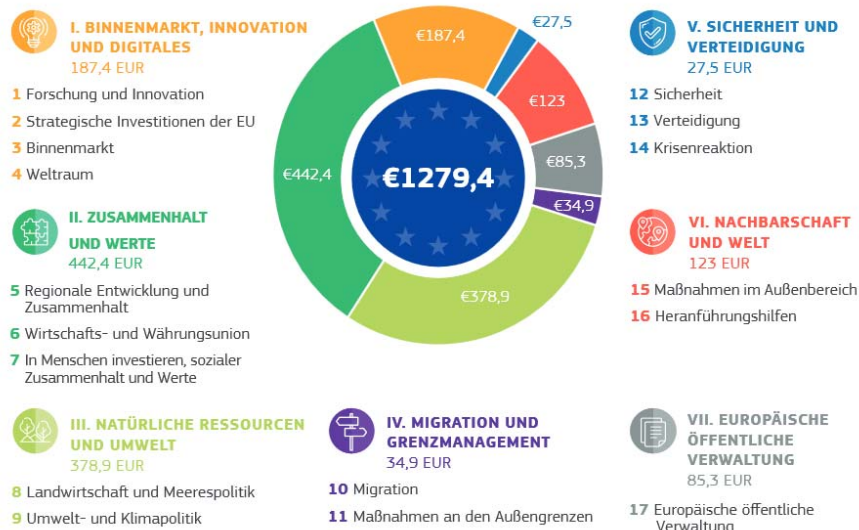 I. BINNENMARKT, INNOVATION
UND DIGITALES
187,4 EUR
1 Forschung und Innovation
2 Strategische Investitionen der EU
3 Binnenmarkt
4 Weltraum
II. ZUSAMMENHALT
UND WERTE
442,4 EUR
5 Regionale Entwicklung und
Zusammenhalt
6 Wirtschafts- und Währungsunion
7 In Menschen investieren, sozialer
Zusammenhalt und Werte
III. NATÜRLICHE RESSOURCEN
UND UMWELT
378,9 EUR
8 Landwirtschaft und Meerespolitik
9 Umwelt- und Klimapolitik
€187,4
€27,5
€123
€85,3
€34,9
€378,9
€442,4
€1279,4
IV. MIGRATION UND
GRENZMANAGEMENT
34,9 EUR
10 Migration
11 Maßnahmen an den Außengrenzen
V. SICHERHEIT UND
VERTEIDIGUNG
27,5 EUR
12 Sicherheit
13 Verteidigung
14 Krisenreaktion
VI. NACHBARSCHAFT
UND WELT
123 EUR
15 Maßnahmen im Außenbereich
16 Heranführungshilfen
VII. EUROPÄISCHE
ÖFFENTLICHE
VERWALTUNG
85,3 EUR
17 Europäische öffentliche
Verwaltung